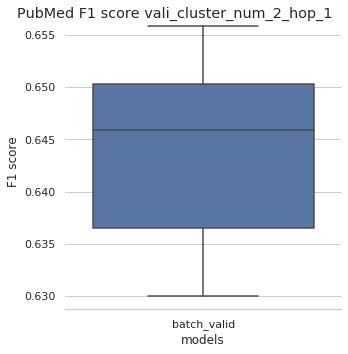 PubMed F1 score vali_cluster_num_2_hop_1
0.655
0.650
0.645
0.640
0.635
0.630
F1 score
batch_valid
models